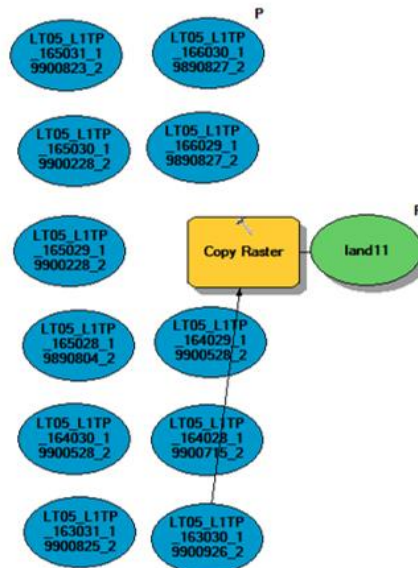 P
LT05_L1TP
_165031_1
9900823_2
LT05_L1TP
_166030_1
9890827_2
LT05_L1TP
_165030_1
9900228_2
LT05_L1TP
_166029_1
9890827_2
LT05_L1TP
_165029_1
9900228_2
Copy Raster
P
land11
LT05_L1TP
_165028_1
9890804_2
LT05_L1TP
_164029_1
9900528_2
LT05_L1TP
_164030_1
9900528_2
LT05_L1TP
_164028_1
9900715_2
LT05_L1TP
_163031_1
9900825_2
LT05_L1TP
_163030_1
9900926_2